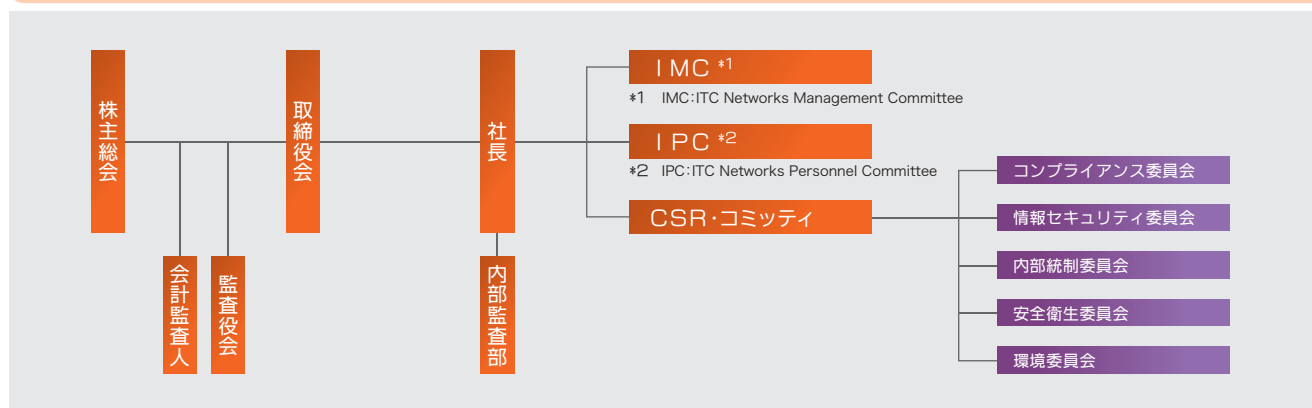 株主総会
会計監査人
監査役会
取締役会
社長
内部監査部
IMC *1
*1 IMC:ITC Networks Management Committee
IPC *2
*2 IPC:ITC Networks Personnel Committee
CSR・コミッティ
コンプライアンス委員会
情報セキュリティ委員会
内部統制委員会
安全衛生委員会
環境委員会